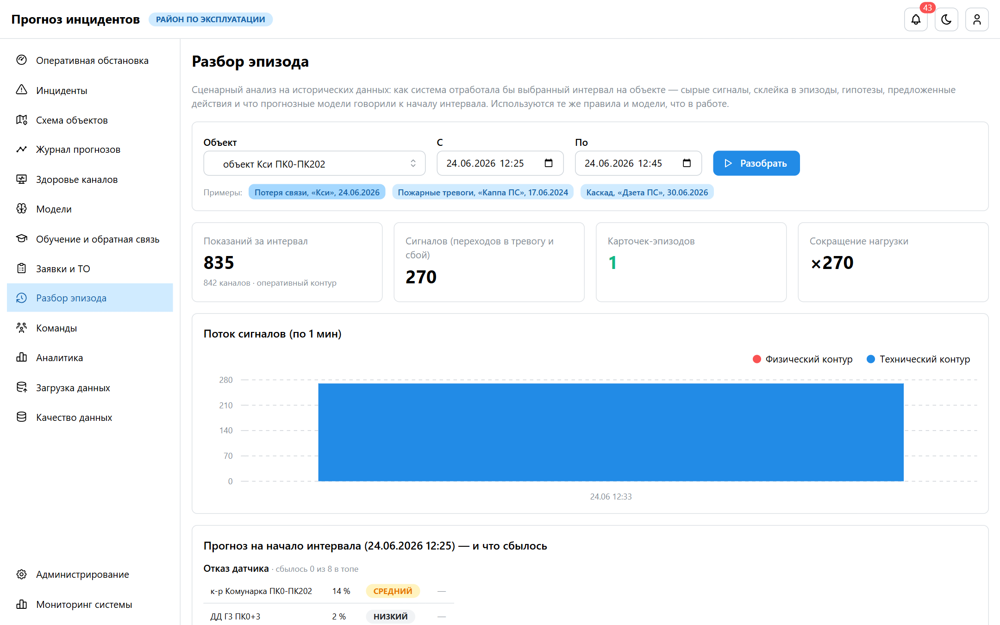 Прогноз инцидентов
РАЙОН ПО ЭКСПЛУАТАЦИИ
43
Оперативная обстановка
Инциденты
Схема объектов
Журнал прогнозов
Здоровье каналов
Модели
Обучение и обратная связь
Заявки и ТО
Разбор эпизода
Команды
Аналитика
Загрузка данных
Качество данных
Администрирование
Мониторинг системы
Разбор эпизода
Сценарный анализ на исторических данных: как система отработала бы выбранный интервал на объекте — сырые сигналы, склейка в эпизоды, гипотезы, предложенные
действия и что прогнозные модели говорили к началу интервала. Используются те же правила и модели, что в работе.
Объект
С
По
объект Кси ПК0-ПК202
24.06.2026 12:25
24.06.2026 12:45
Разобрать
Примеры:
Потеря связи, «Кси», 24.06.2026
Пожарные тревоги, «Каппа ПС», 17.06.2024
Каскад, «Дзета ПС», 30.06.2026
Показаний за интервал
835
842 каналов · оперативный контур
Сигналов (переходов в тревогу и
сбой)
270
Карточек-эпизодов
1
Сокращение нагрузки
×270
Поток сигналов (по 1 мин)
Физический контур
Технический контур
280
210
140
70
0
24.06 12:33
Прогноз на начало интервала (24.06.2026 12:25) — и что сбылось
Отказ датчика · сбылось 0 из 8 в топе
к-р Комунарка ПК0-ПК202 14 % СРЕДНИЙ —
ДД Г3 ПК0+3 2 % НИЗКИЙ —